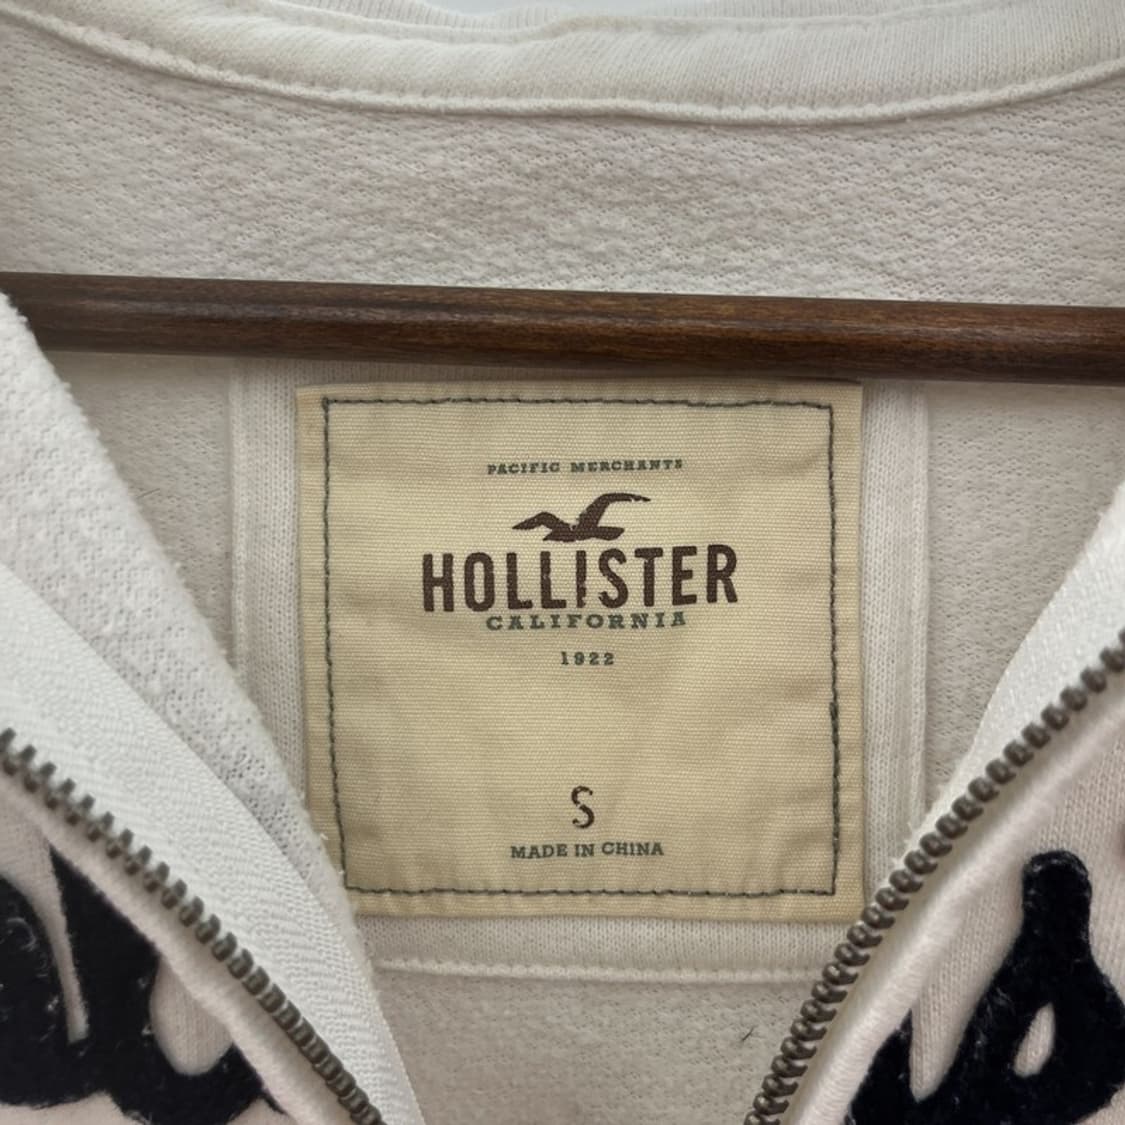 PACIFIC MERCHANTS
HOLLISTER
CALIFORNIA
1922
S
MADE IN CHINA